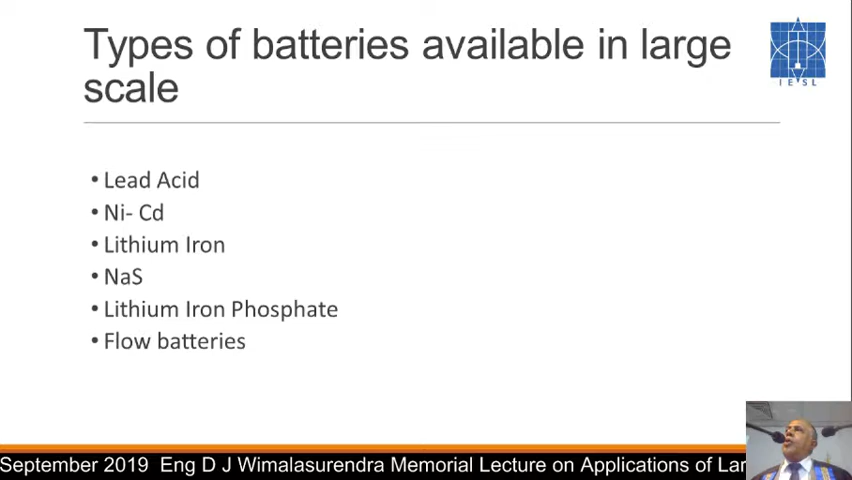 Types of batteries available in large
scale
IESL
• Lead Acid
• Ni- Cd
• Lithium Iron
• NaS
• Lithium Iron Phosphate
• Flow batteries
September 2019 Eng D J Wimalasurendra Memorial Lecture on Applications of Lar